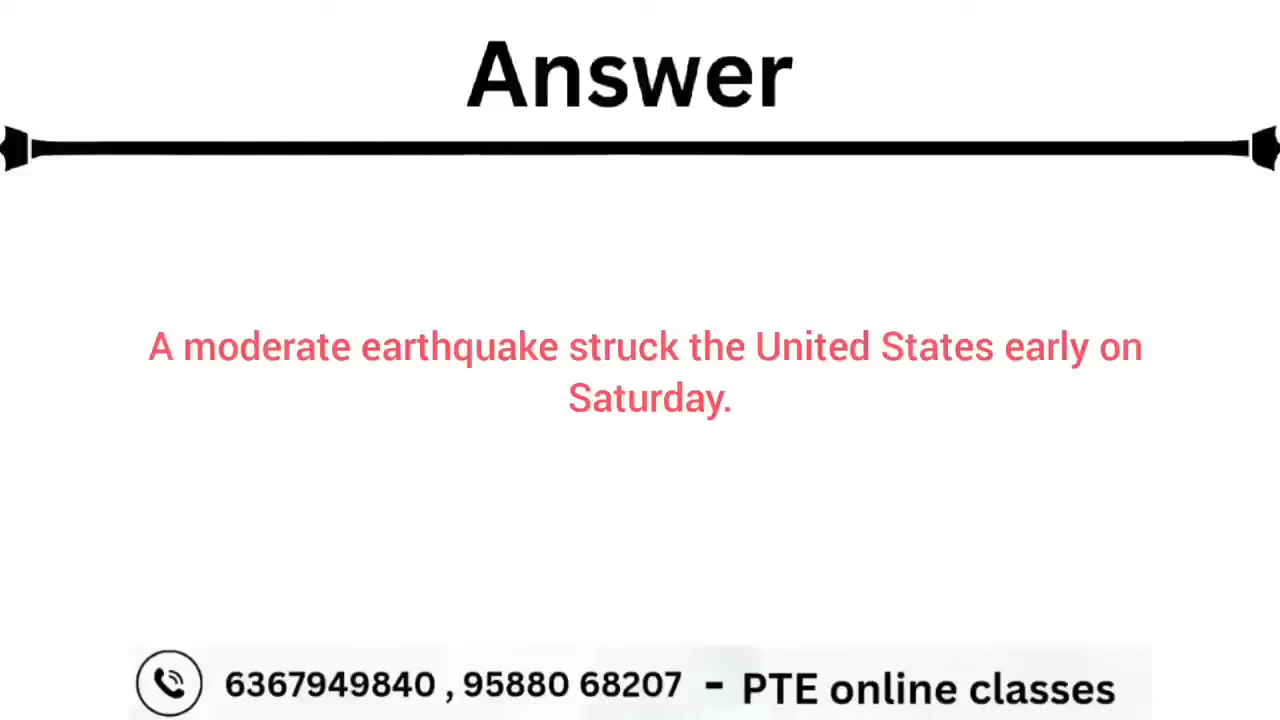 Answer
A moderate earthquake struck the United States early on
Saturday.
6367949840 , 95880 68207 - PTE online classes